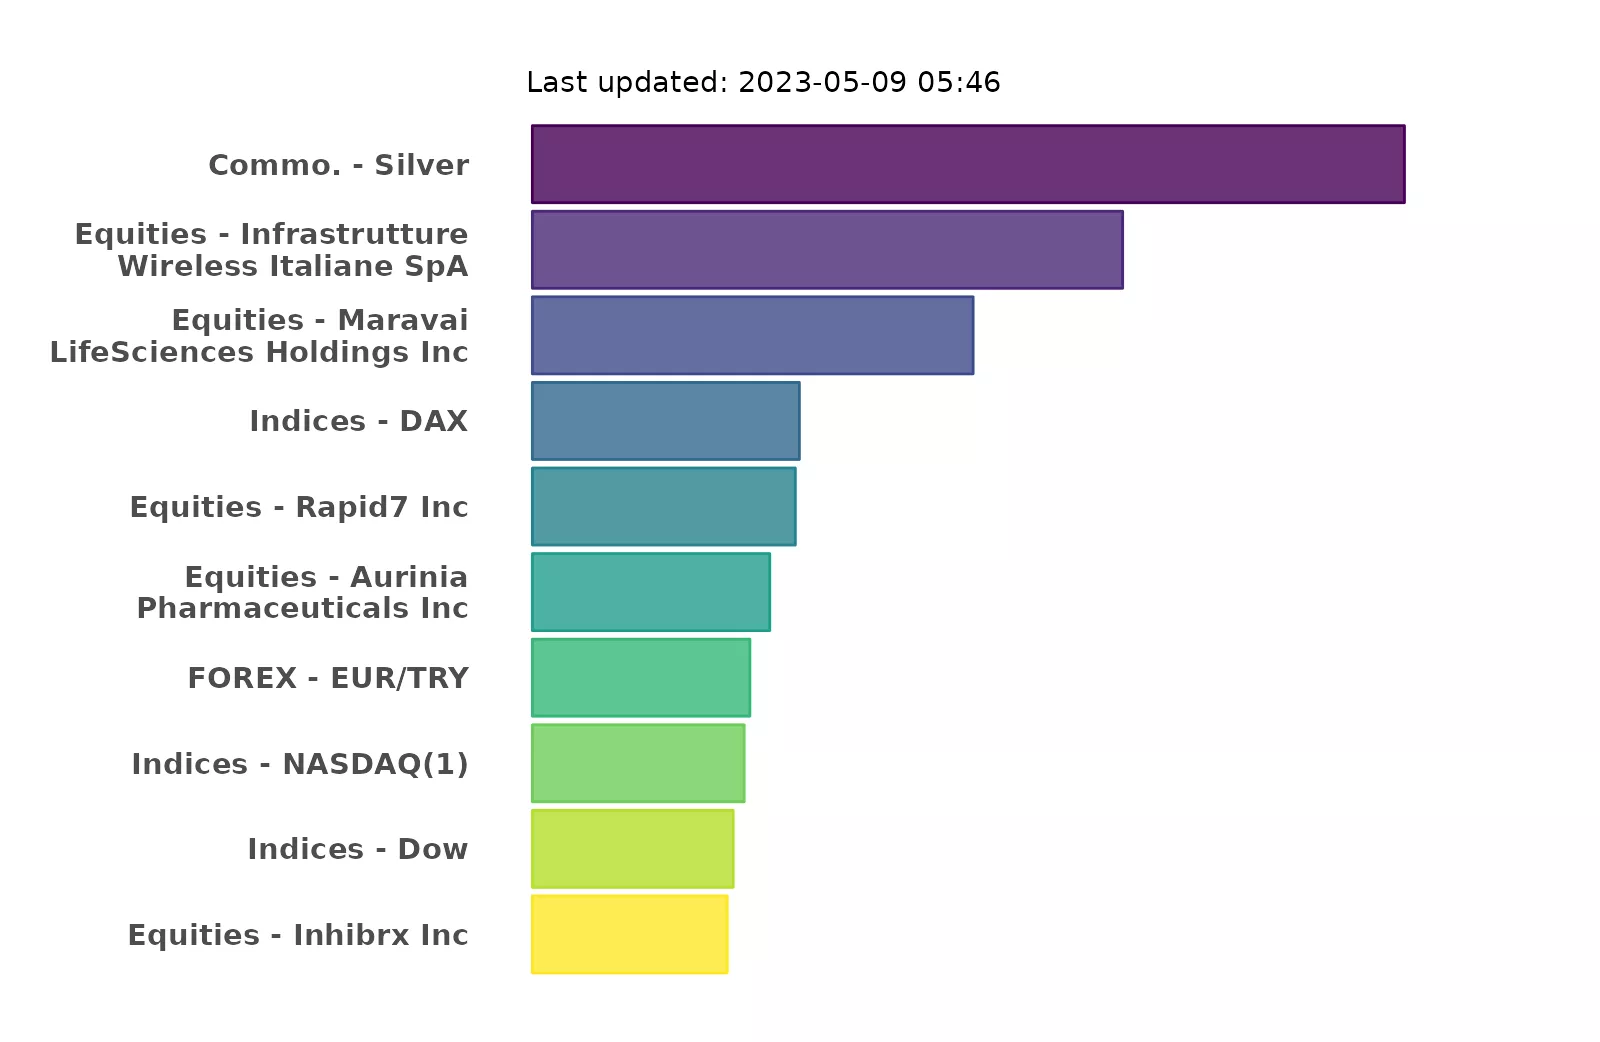 Last updated: 2023-05-09 05:46
Commo. - Silver
Equities - Infrastrutture
Wireless Italiane SpA
Equities - Maravai
LifeSciences Holdings Inc
Indices - DAX
Equities - Rapid7 Inc
Equities - Aurinia
Pharmaceuticals Inc
FOREX - EUR/TRY
Indices - NASDAQ(1)
Indices - Dow
Equities - Inhibrx Inc